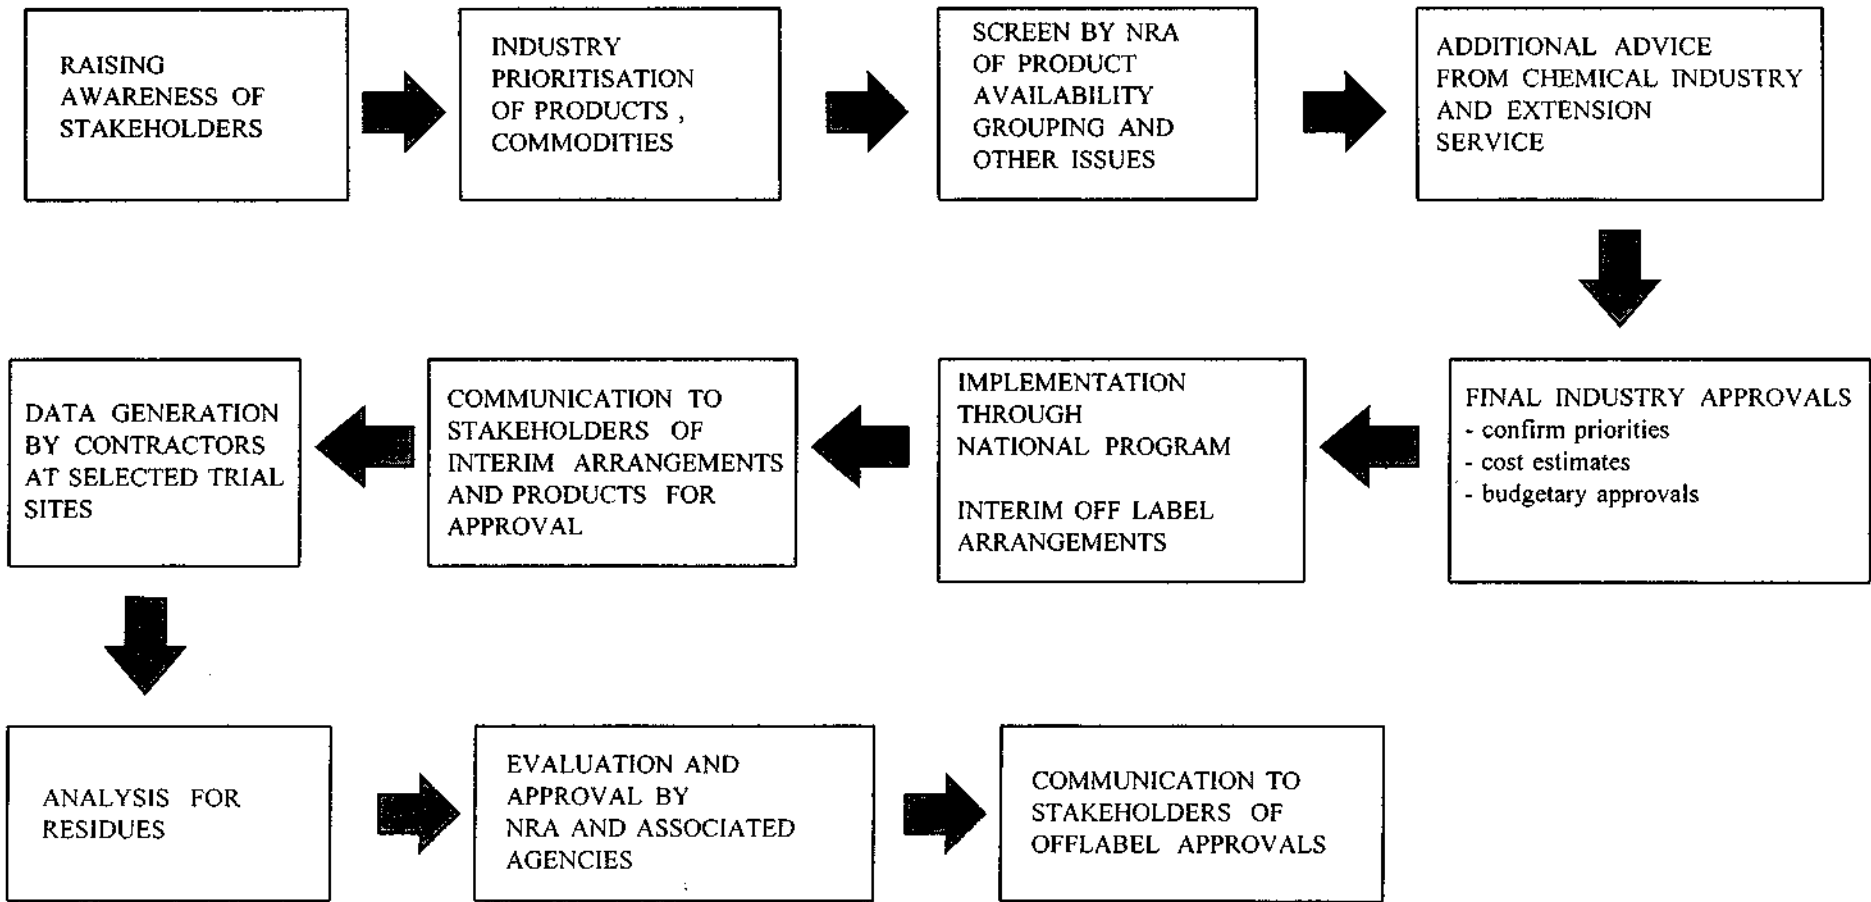 RAISING
AWARENESS OF
STAKEHOLDERS
INDUSTRY
PRIORITISATION
OF PRODUCTS ,
COMMODITIES
SCREEN BY NRA
OF PRODUCT
AVAILABILITY
GROUPING AND
OTHER ISSUES
ADDITIONAL ADVICE
FROM CHEMICAL INDUSTRY
AND EXTENSION
SERVICE
FINAL INDUSTRY APPROVALS
- confirm priorities
- cost estimates
- budgetary approvals
IMPLEMENTATION
THROUGH
NATIONAL PROGRAM
INTERIM OFF LABEL
ARRANGEMENTS
COMMUNICATION TO
STAKEHOLDERS OF
INTERIM ARRANGEMENTS
AND PRODUCTS FOR
APPROVAL
DATA GENERATION
BY CONTRACTORS
AT SELECTED TRIAL
SITES
ANALYSIS FOR
RESIDUES
EVALUATION AND
APPROVAL BY
NRA AND ASSOCIATED
AGENCIES
COMMUNICATION TO
STAKEHOLDERS OF
OFFLABEL APPROVALS